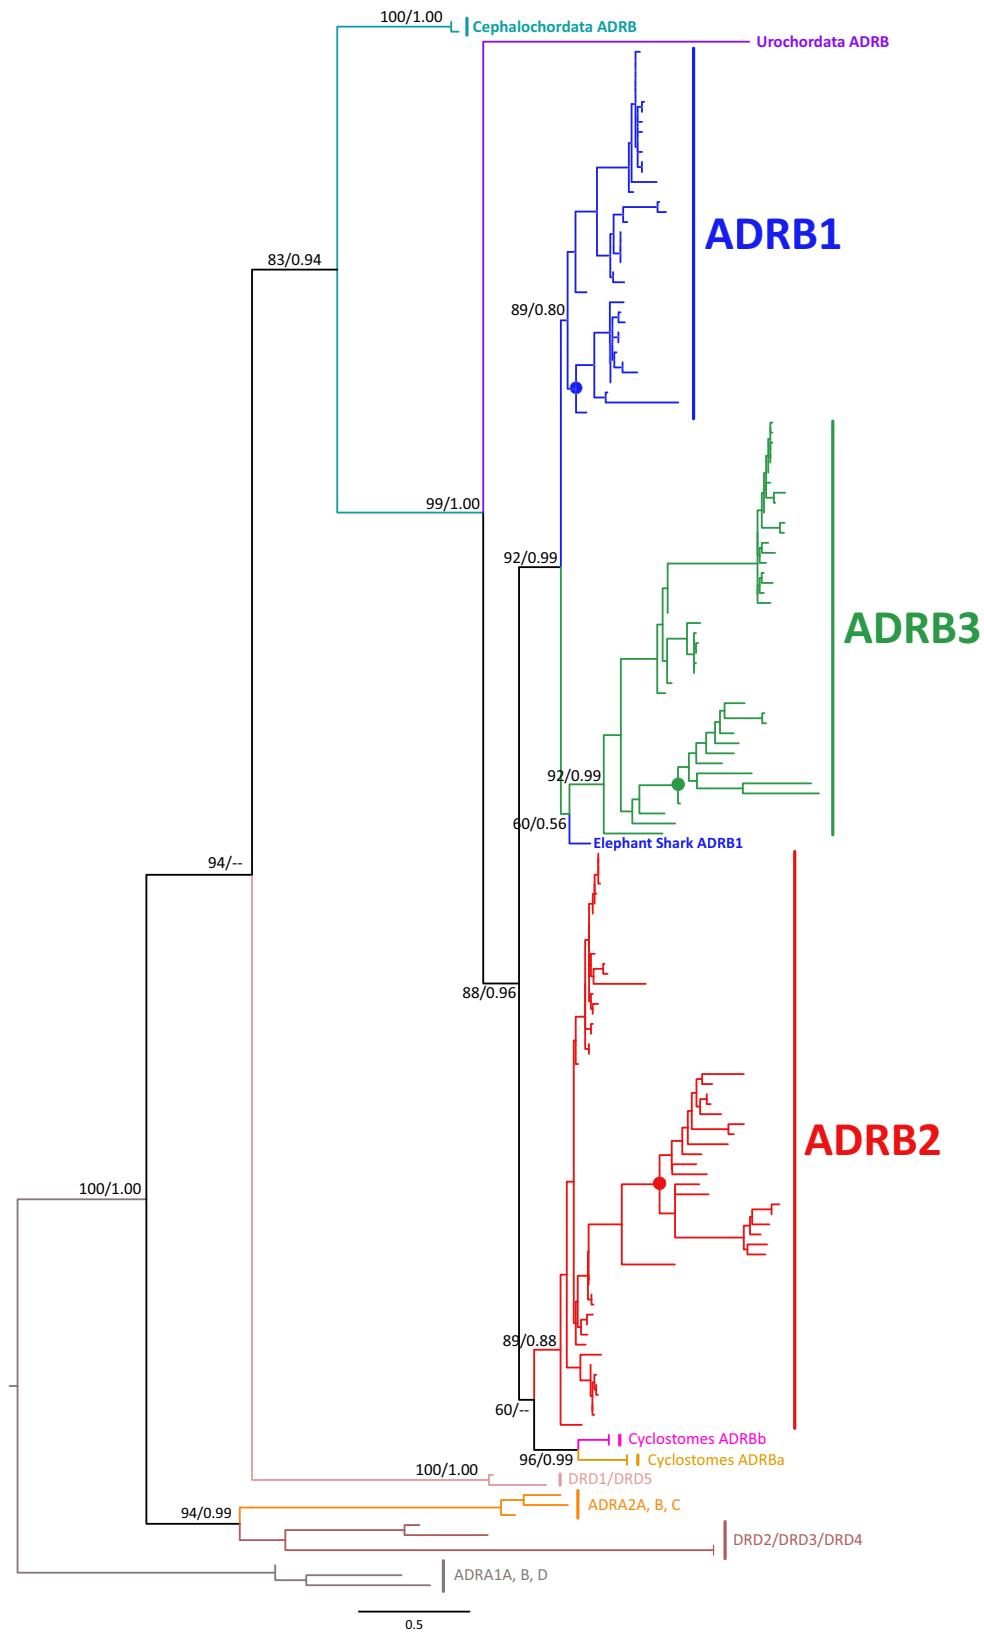 100/1.00
Cephalochordata ADRB
Urochordata ADRB
ADRB1
83/0.94
89/0.80
99/1.00
92/0.99
ADRB3
92/0.99
60/0.56
Elephant Shark ADRB1
94/--
88/0.96
ADRB2
100/1.00
89/0.88
60/--
Cyclostomes ADRBb
96/0.99
Cyclostomes ADRBa
100/1.00
DRD1/DRD5
94/0.99
ADRA2A, B, C
DRD2/DRD3/DRD4
ADRA1A, B, D
0.5